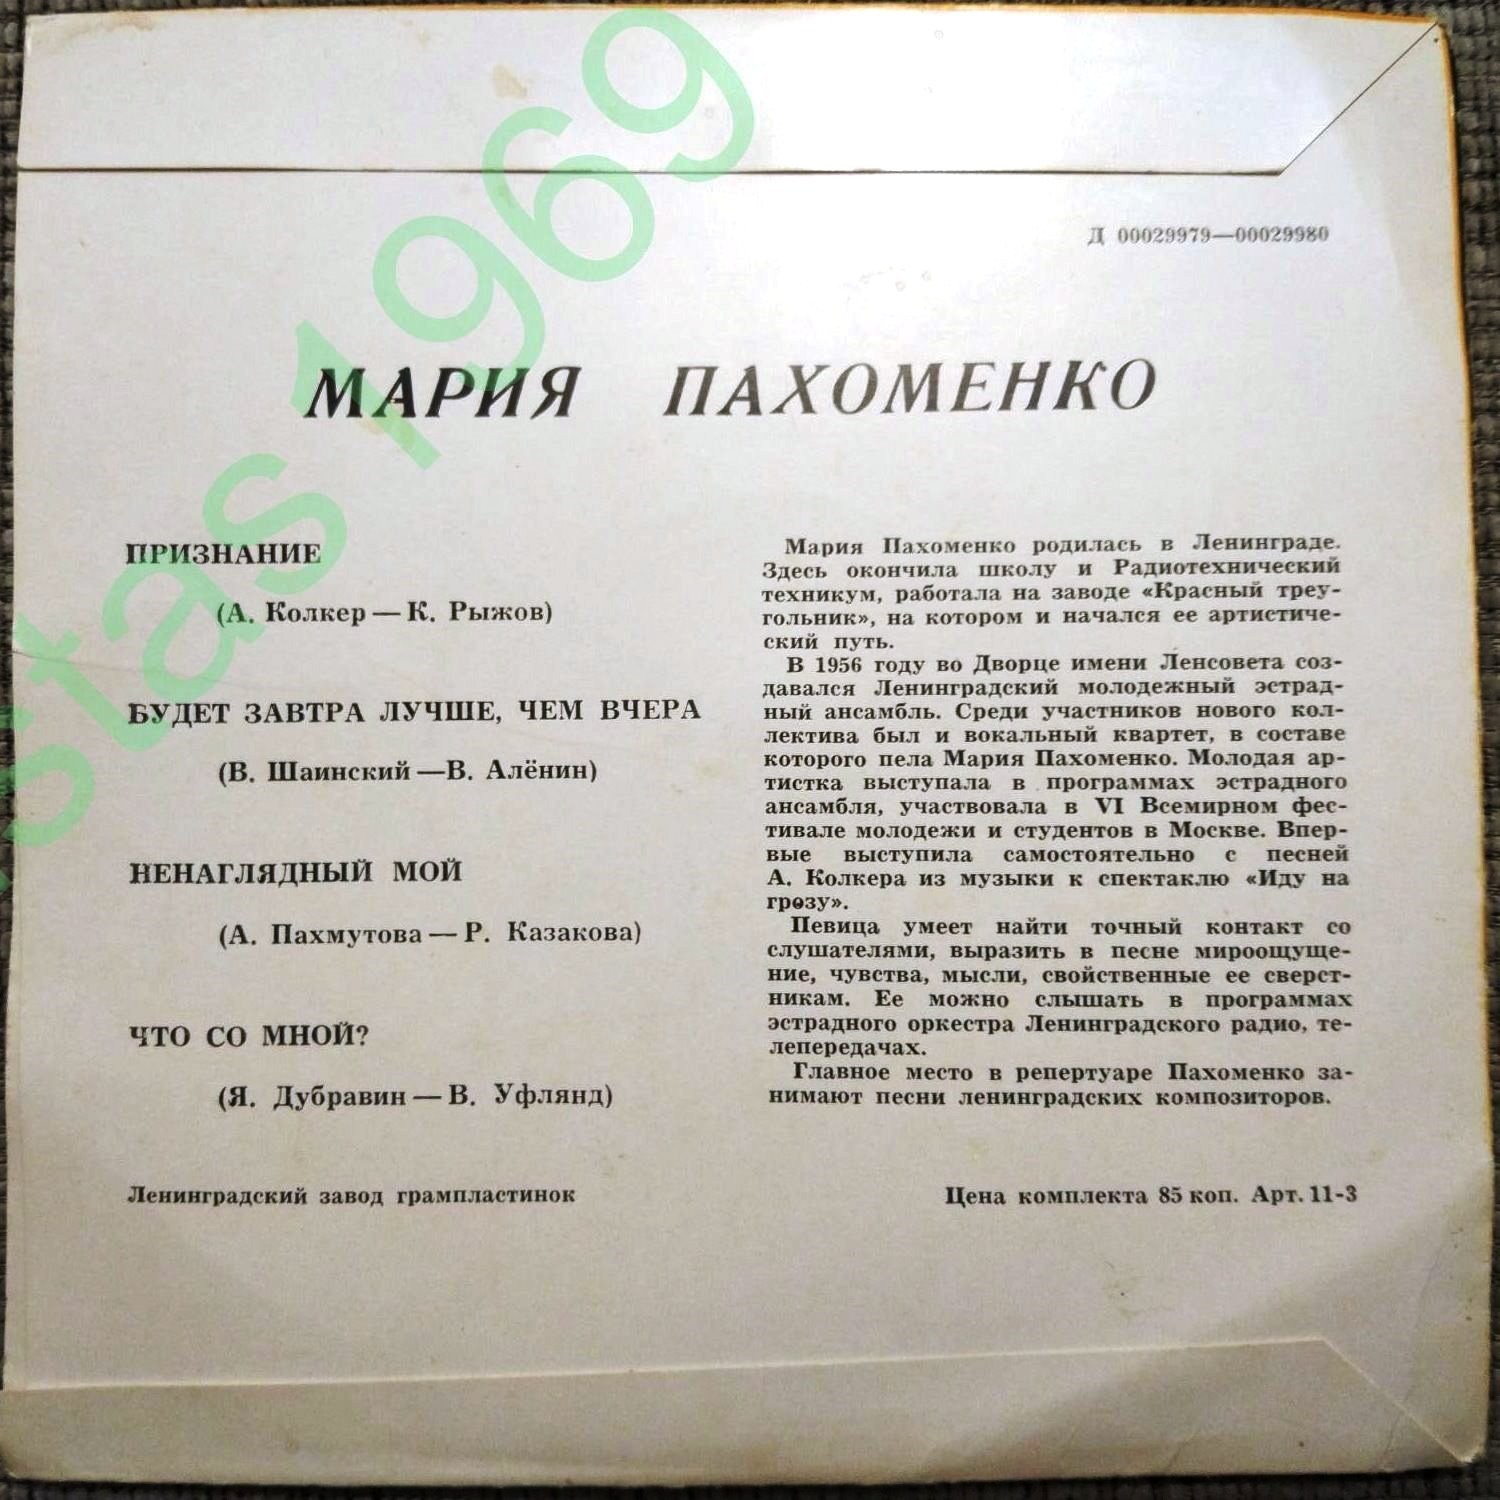 Д 00029979—00029980
МАРИЯ ПАХОМЕНКО
ПРИЗНАНИЕ
(А. Колкер — К. Рыжов)
БУДЕТ ЗАВТРА ЛУЧШЕ, ЧЕМ ВЧЕРА
(В. Шаинский —В. Алёнин)
НЕНАГЛЯДНЫЙ МОЙ
(А. Пахмутова — Р. Казакова)
ЧТО СО МНОЙ?
(Я. Дубравин — В. Уфлянд)
Мария Пахоменко родилась в Ленинграде.
Здесь окончила школу и Радиотехнический
техникум, работала на заводе «Красный треу-
гольник», на котором и начался ее артистиче-
ский путь.
В 1956 году во Дворце имени Ленсовета соз-
давался Ленинградский молодежный эстрад-
ный ансамбль. Среди участников нового кол-
лектива был и вокальный квартет, в составе
которого пела Мария Пахоменко. Молодая ар-
тистка выступала в программах эстрадного
ансамбля, участвовала в VI Всемирном фес-
тивале молодежи и студентов в Москве. Впер-
вые выступила самостоятельно с песней
А. Колкера из музыки к спектаклю «Иду на
грозу».
Певица умеет найти точный контакт со
слушателями, выразить в песне мироощуще-
ние, чувства, мысли, свойственные ее сверст-
никам. Ее можно слышать в программах
эстрадного оркестра Ленинградского радио, те-
лепередачах.
Главное место в репертуаре Пахоменко за-
нимают песни ленинградских композиторов.
Ленинградский завод грампластинок
Цена комплекта 85 коп. Арт. 11-3
stas 1969